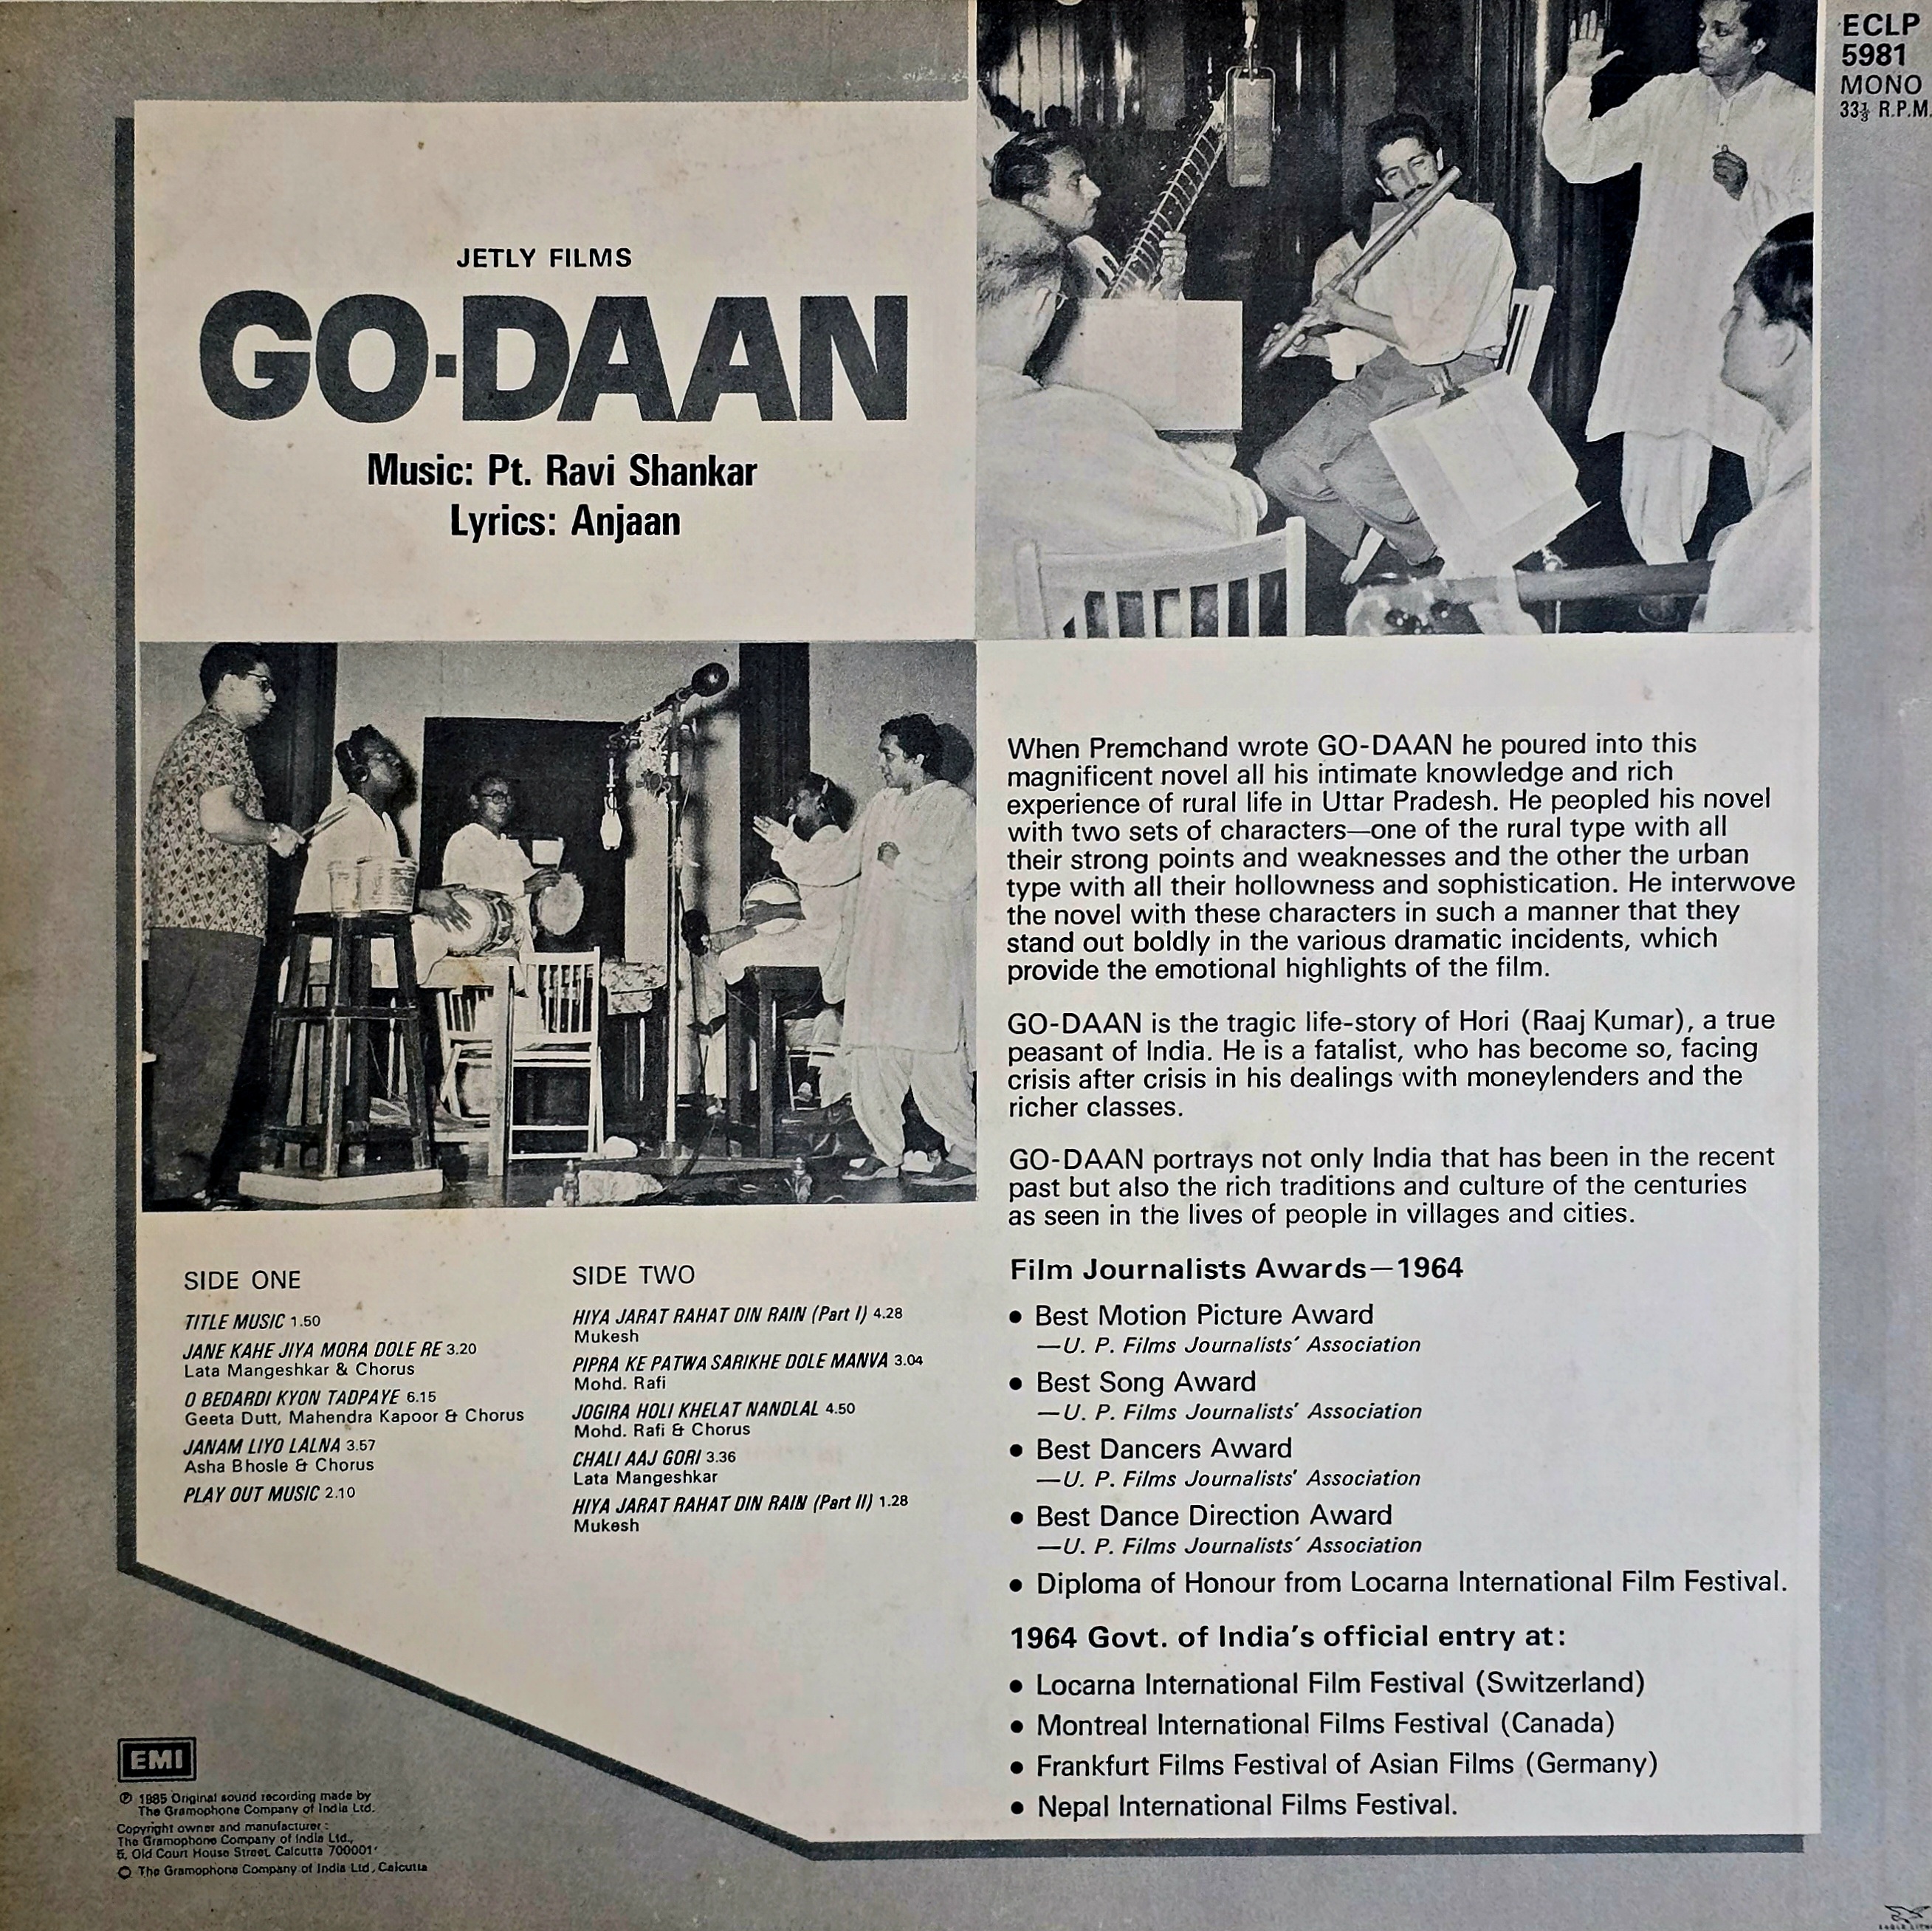 ECLP
5981
MONO
33⅓ R.P.M.
JETLY FILMS
GO-DAAN
Music: Pt. Ravi Shankar
Lyrics: Anjaan
When Premchand wrote GO-DAAN he poured into this
magnificent novel all his intimate knowledge and rich
experience of rural life in Uttar Pradesh. He peopled his novel
with two sets of characters—one of the rural type with all
their strong points and weaknesses and the other the urban
type with all their hollowness and sophistication. He interwove
the novel with these characters in such a manner that they
stand out boldly in the various dramatic incidents, which
provide the emotional highlights of the film.
GO-DAAN is the tragic life-story of Hori (Raaj Kumar), a true
peasant of India. He is a fatalist, who has become so, facing
crisis after crisis in his dealings with moneylenders and the
richer classes.
GO-DAAN portrays not only India that has been in the recent
past but also the rich traditions and culture of the centuries
as seen in the lives of people in villages and cities.
SIDE ONE
TITLE MUSIC 1.50
JANE KAHE JIYA MORA DOLE RE 3.20
Lata Mangeshkar & Chorus
O BEDARDI KYON TADPAYE 6.15
Geeta Dutt, Mahendra Kapoor & Chorus
JANAM LIYO LALNA 3.57
Asha Bhosle & Chorus
PLAY OUT MUSIC 2.10
SIDE TWO
HIYA JARAT RAHAT DIN RAIN (Part I) 4.28
Mukesh
PIPRA KE PATWA SARIKHE DOLE MANVA 3.04
Mohd. Rafi
JOGIRA HOLI KHELAT NANDLAL 4.50
Mohd. Rafi & Chorus
CHALI AAJ GORI 3.36
Lata Mangeshkar
HIYA JARAT RAHAT DIN RAIN (Part II) 1.28
Mukesh
Film Journalists Awards—1964
• Best Motion Picture Award
—U. P. Films Journalists' Association
• Best Song Award
—U. P. Films Journalists' Association
• Best Dancers Award
—U. P. Films Journalists' Association
• Best Dance Direction Award
—U. P. Films Journalists' Association
• Diploma of Honour from Locarna International Film Festival.
1964 Govt. of India's official entry at:
• Locarna International Film Festival (Switzerland)
• Montreal International Films Festival (Canada)
• Frankfurt Films Festival of Asian Films (Germany)
• Nepal International Films Festival.
EMI
℗ 1985 Original sound recording made by
The Gramophone Company of India Ltd.
Copyright owner and manufacturer:
The Gramophone Company of India Ltd.,
5, Old Court House Street, Calcutta 700001
© The Gramophone Company of India Ltd, Calcutta